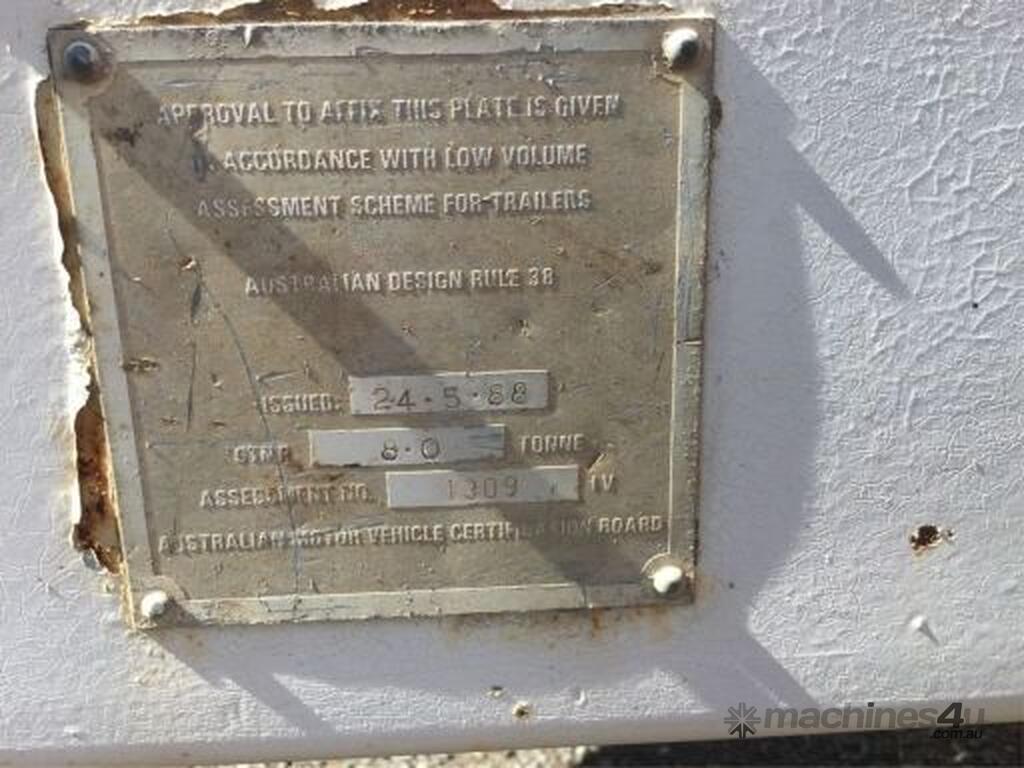 APPROVAL TO AFFIX THIS PLATE IS GIVEN
IN ACCORDANCE WITH LOW VOLUME
ASSESSMENT SCHEME FOR TRAILERS
AUSTRALIAN DESIGN RULE 38
ISSUED. 24·5·88
GTMR 8·0 TONNE
ASSESSMENT NO. 1309 TV
AUSTRALIAN MOTOR VEHICLE CERTIFICATION BOARD
machines4u
.com.au